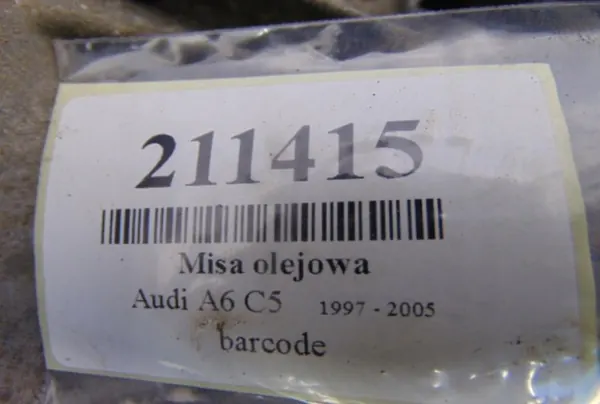 211415
Misa olejowa
Audi A6 C5 1997 - 2005
barcode